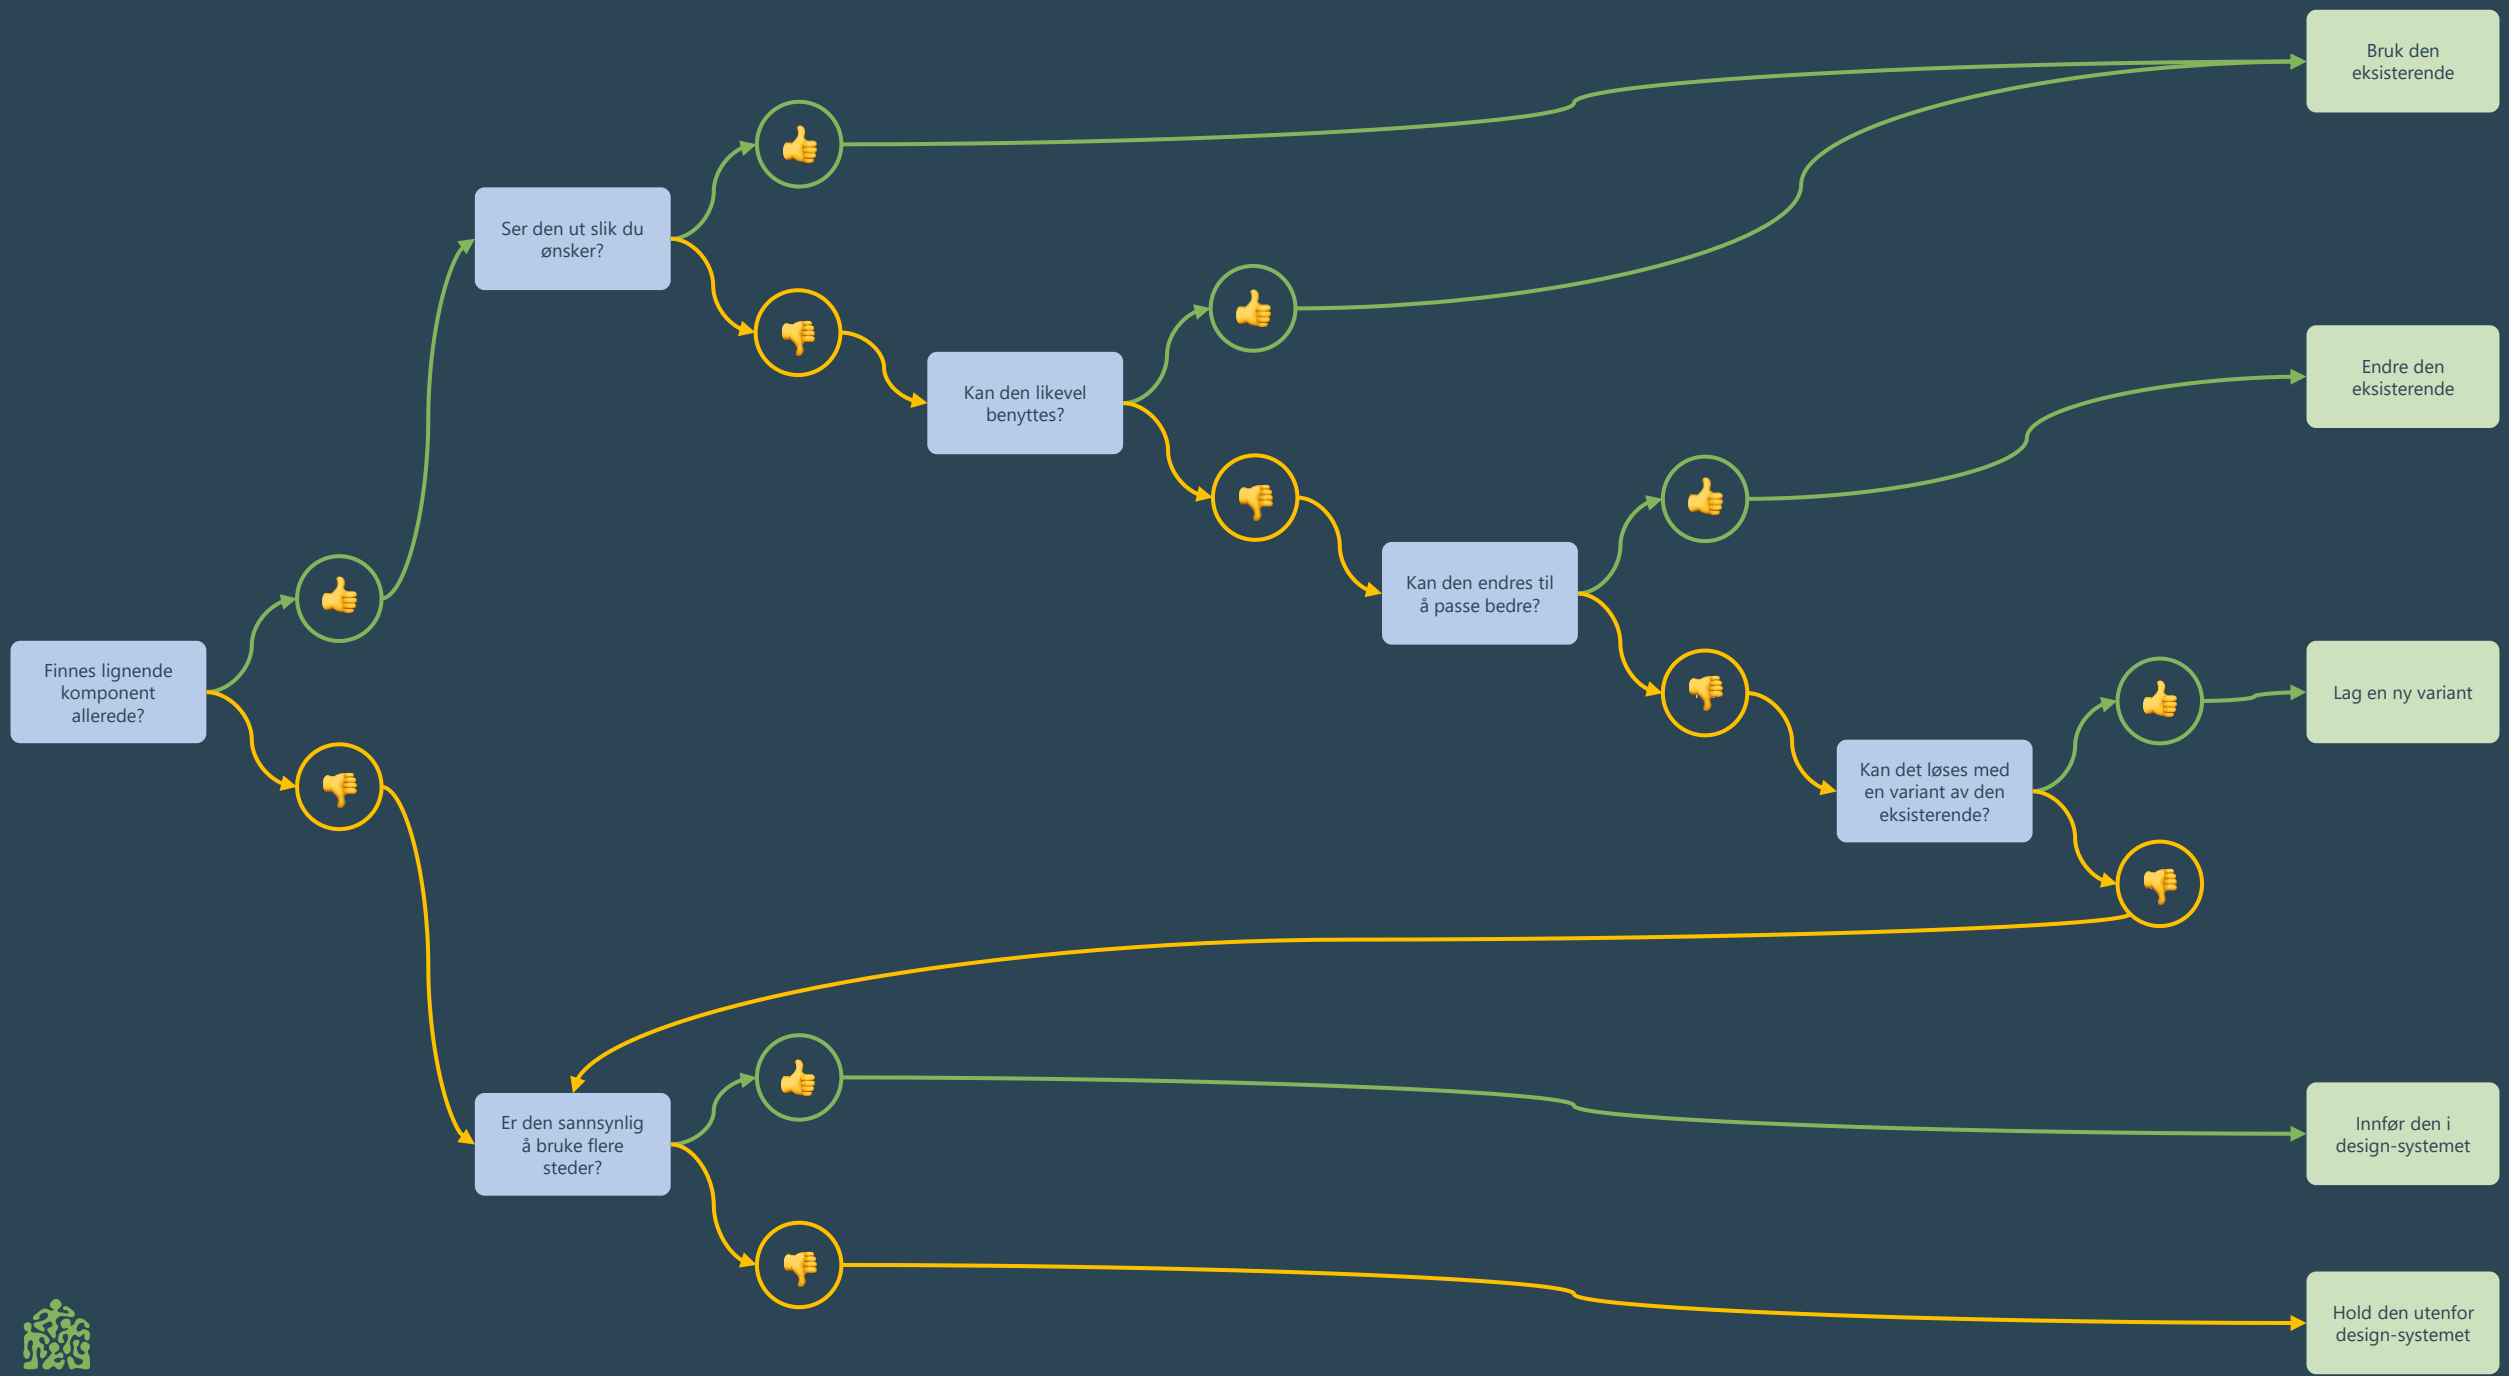 Bruk den
eksisterende
Ser den ut slik du
ønsker?
Kan den likevel
benyttes?
Endre den
eksisterende
Kan den endres til
å passe bedre?
Finnes lignende
komponent
allerede?
Lag en ny variant
Kan det løses med
en variant av den
eksisterende?
Er den sannsynlig
å bruke flere
steder?
Innfør den i
design-systemet
Hold den utenfor
design-systemet